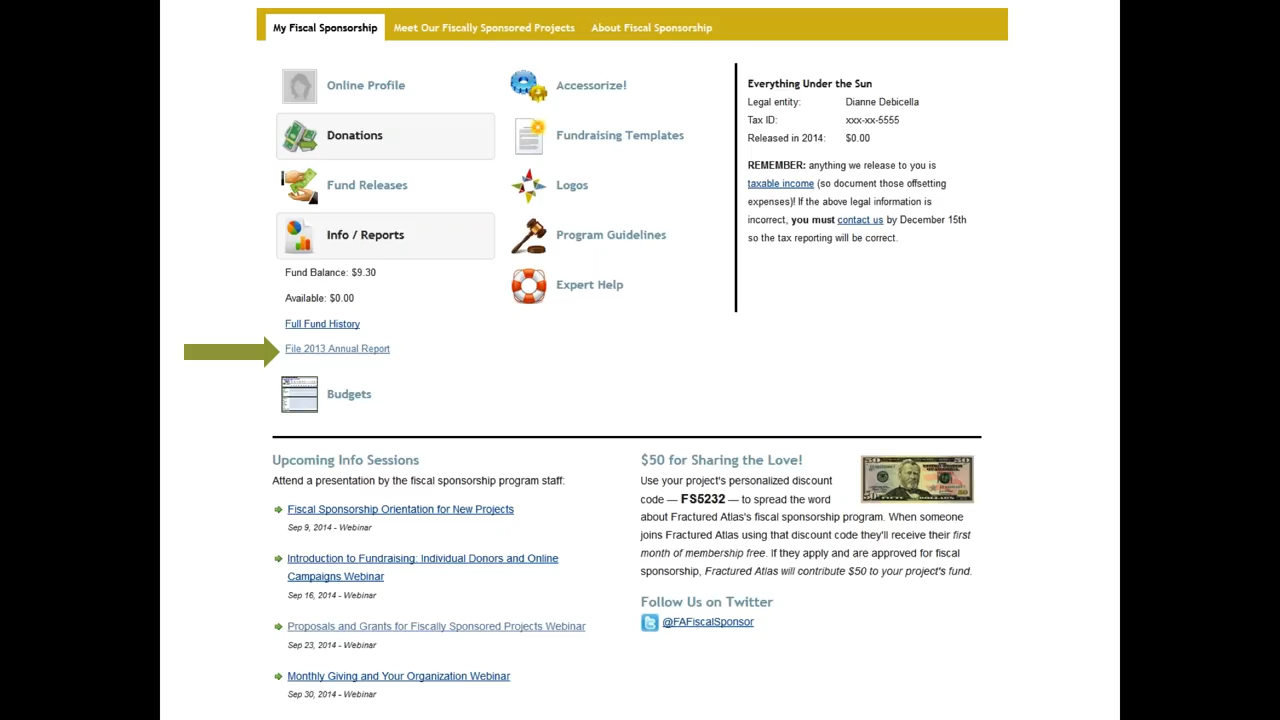 My Fiscal Sponsorship
Meet Our Fiscally Sponsored Projects
About Fiscal Sponsorship
Online Profile
Donations
Fund Releases
Info / Reports
Fund Balance: $9.30
Available: $0.00
Full Fund History
File 2013 Annual Report
Budgets
Accessorize!
Fundraising Templates
Logos
Program Guidelines
Expert Help
Everything Under the Sun
Legal entity: Dianne Debicella
Tax ID: xxx-xx-5555
Released in 2014: $0.00
REMEMBER: anything we release to you is
taxable income (so document those offsetting
expenses)! If the above legal information is
incorrect, you must contact us by December 15th
so the tax reporting will be correct.
Upcoming Info Sessions
Attend a presentation by the fiscal sponsorship program staff:
Fiscal Sponsorship Orientation for New Projects
Sep 9, 2014 - Webinar
Introduction to Fundraising: Individual Donors and Online
Campaigns Webinar
Sep 16, 2014 - Webinar
Proposals and Grants for Fiscally Sponsored Projects Webinar
Sep 23, 2014 - Webinar
Monthly Giving and Your Organization Webinar
Sep 30, 2014 - Webinar
$50 for Sharing the Love!
Use your project's personalized discount
code — FS5232 — to spread the word
about Fractured Atlas's fiscal sponsorship program. When someone
joins Fractured Atlas using that discount code they'll receive their first
month of membership free. If they apply and are approved for fiscal
sponsorship, Fractured Atlas will contribute $50 to your project's fund.
Follow Us on Twitter
@FAFiscalSponsor